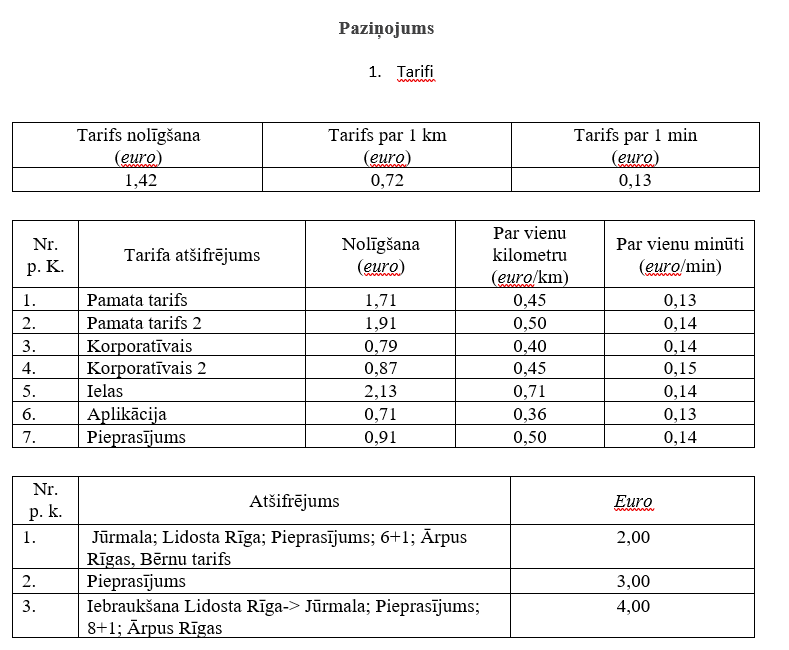 Paziņojums
1. Tarifi
Tarifs nolīgšana (euro) Tarifs par 1 km (euro) Tarifs par 1 min (euro)
1,42 0,72 0,13
Nr. p. K. Tarifa atšifrējums Nolīgšana (euro) Par vienu kilometru (euro/km) Par vienu minūti (euro/min)
1. Pamata tarifs 1,71 0,45 0,13
2. Pamata tarifs 2 1,91 0,50 0,14
3. Korporatīvais 0,79 0,40 0,14
4. Korporatīvais 2 0,87 0,45 0,15
5. Ielas 2,13 0,71 0,14
6. Aplikācija 0,71 0,36 0,13
7. Pieprasījums 0,91 0,50 0,14
Nr. p. k. Atšifrējums Euro
1. Jūrmala; Lidosta Rīga; Pieprasījums; 6+1; Ārpus 2,00
Rīgas, Bērnu tarifs
2. Pieprasījums 3,00
3. Iebraukšana Lidosta Rīga-> Jūrmala; Pieprasījums; 4,00
8+1; Ārpus Rīgas